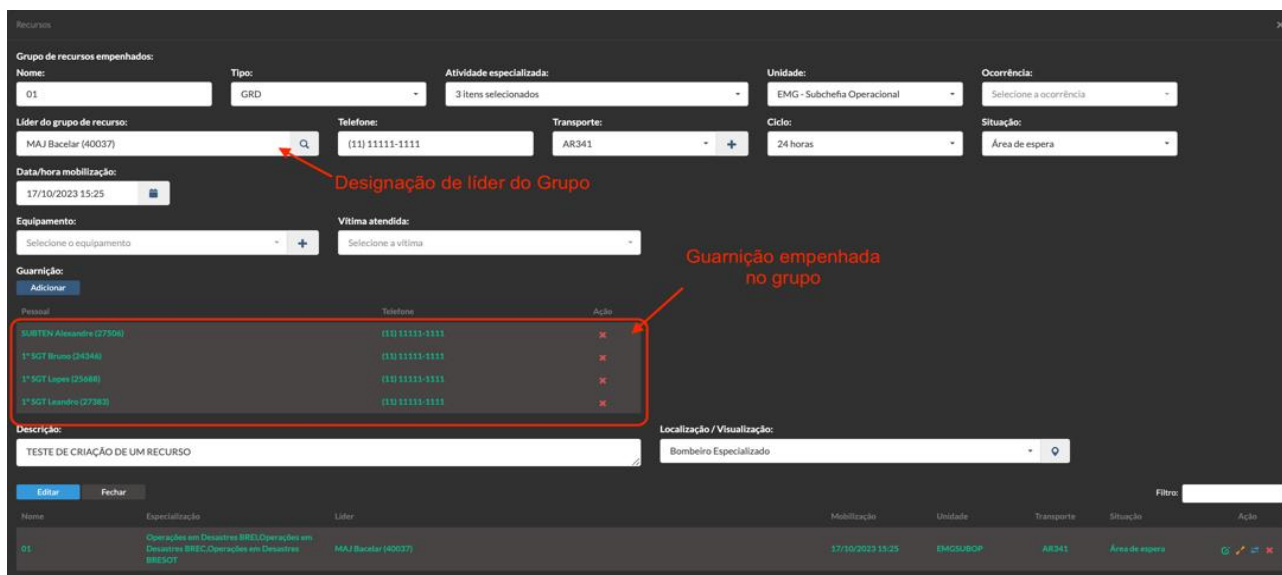 Recursos
Grupo de recursos empenhados:
Nome: Tipo: Atividade especializada: Unidade: Ocorrência:
01 GRD 3 itens selecionados EMG - Subchefia Operacional Selecione a ocorrência
Líder do grupo de recurso: Telefone: Transporte: Ciclo: Situação:
MAJ Bacelar (40037) (11) 11111-1111 AR341 24 horas Área de espera
Data/hora mobilização:
Designação de líder do Grupo
17/10/2023 15:25
Equipamento: Vítima atendida:
Selecione o equipamento Selecione a vítima
Guarnição empenhada
no grupo
Guarnição:
Adicionar
Pessoal Telefone Ação
SUBTEN Alexandre (27506) (11) 11111-1111
1º SGT Bruno (24346) (11) 11111-1111
1º SGT Lopes (25688) (11) 11111-1111
1º SGT Leandro (27383) (11) 11111-1111
Descrição: Localização / Visualização:
TESTE DE CRIAÇÃO DE UM RECURSO Bombeiro Especializado
Editar Fechar Filtro:
Nome Especialização Líder Mobilização Unidade Transporte Situação Ação
01 Operações em Desastres BREI,Operações em Desastres BREC,Operações em Desastres BRESOT MAJ Bacelar (40037) 17/10/2023 15:25 EMGSUBOP AR341 Área de espera